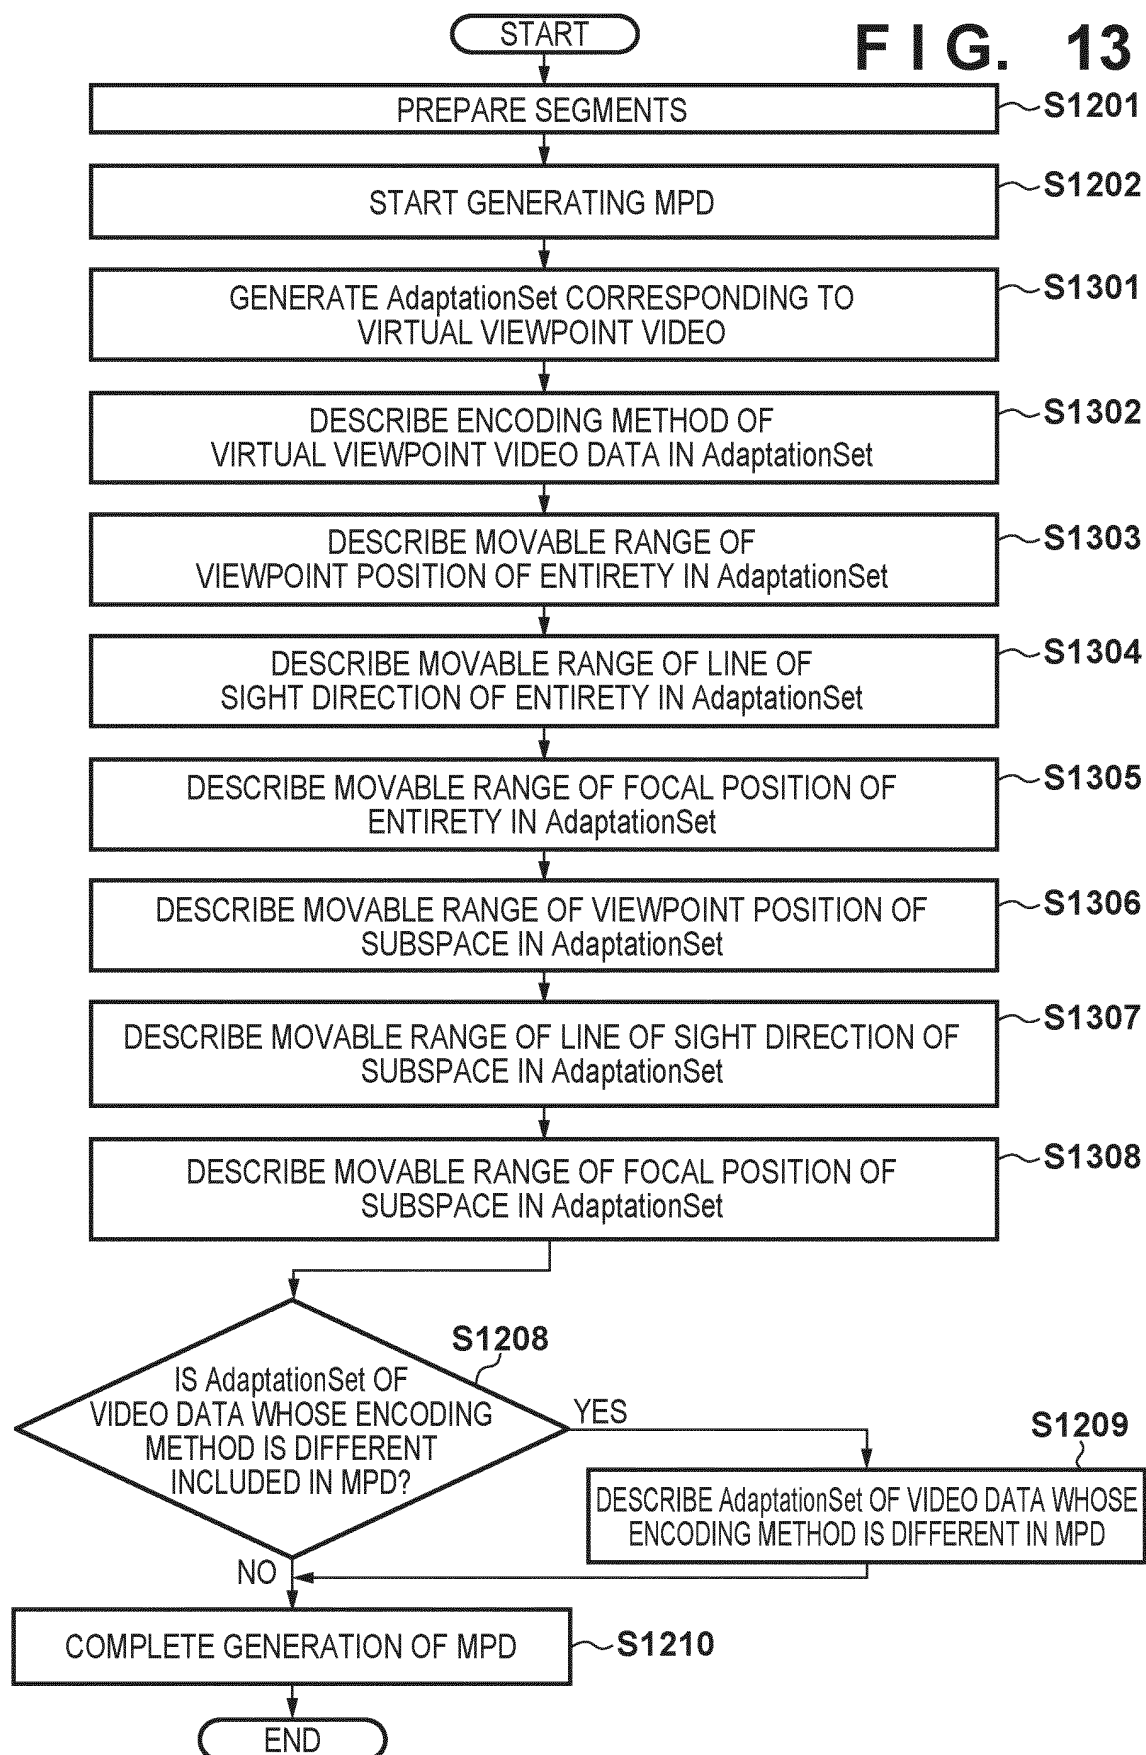 START
FIG. 13
PREPARE SEGMENTS
S1201
START GENERATING MPD
S1202
GENERATE AdaptationSet CORRESPONDING TO
VIRTUAL VIEWPOINT VIDEO
S1301
DESCRIBE ENCODING METHOD OF
VIRTUAL VIEWPOINT VIDEO DATA IN AdaptationSet
S1302
DESCRIBE MOVABLE RANGE OF
VIEWPOINT POSITION OF ENTIRETY IN AdaptationSet
S1303
DESCRIBE MOVABLE RANGE OF LINE OF
SIGHT DIRECTION OF ENTIRETY IN AdaptationSet
S1304
DESCRIBE MOVABLE RANGE OF FOCAL POSITION OF
ENTIRETY IN AdaptationSet
S1305
DESCRIBE MOVABLE RANGE OF VIEWPOINT POSITION OF
SUBSPACE IN AdaptationSet
S1306
DESCRIBE MOVABLE RANGE OF LINE OF SIGHT DIRECTION OF
SUBSPACE IN AdaptationSet
S1307
DESCRIBE MOVABLE RANGE OF FOCAL POSITION OF
SUBSPACE IN AdaptationSet
S1308
S1208
IS AdaptationSet OF
VIDEO DATA WHOSE ENCODING
METHOD IS DIFFERENT
INCLUDED IN MPD?
YES
S1209
DESCRIBE AdaptationSet OF VIDEO DATA WHOSE
ENCODING METHOD IS DIFFERENT IN MPD
NO
COMPLETE GENERATION OF MPD
S1210
END